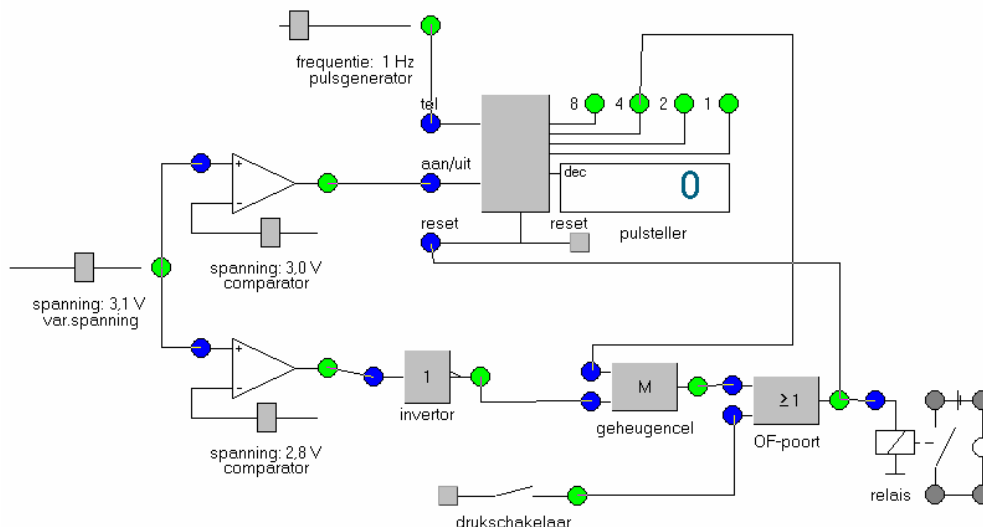 frequentie: 1 Hz
pulsgenerator
tel
8 4 2 1
aan/uit
dec
0
reset
reset
pulsteller
+
−
spanning: 3,0 V
comparator
spanning: 3,1 V
var.spanning
+
−
spanning: 2,8 V
comparator
1
invertor
M
geheugencel
≥1
OF-poort
relais
drukschakelaar